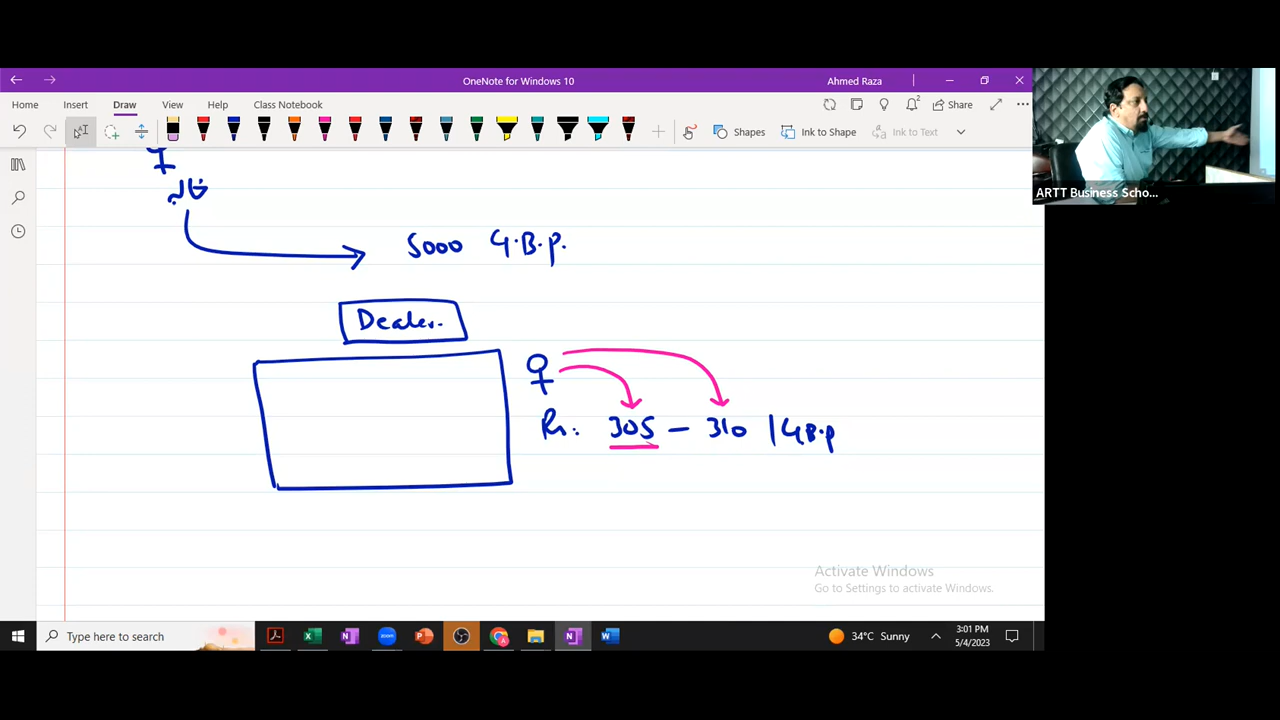 OneNote for Windows 10
Ahmed Raza
Home Insert Draw View Help Class Notebook
Share
Shapes Ink to Shape Ink to Text
5000 G.B.p.
Dealer.
Rs: 305 – 310 / G.B.p
ARTT Business Scho...
Activate Windows
Go to Settings to activate Windows.
Type here to search
34°C Sunny
3:01 PM
5/4/2023
2